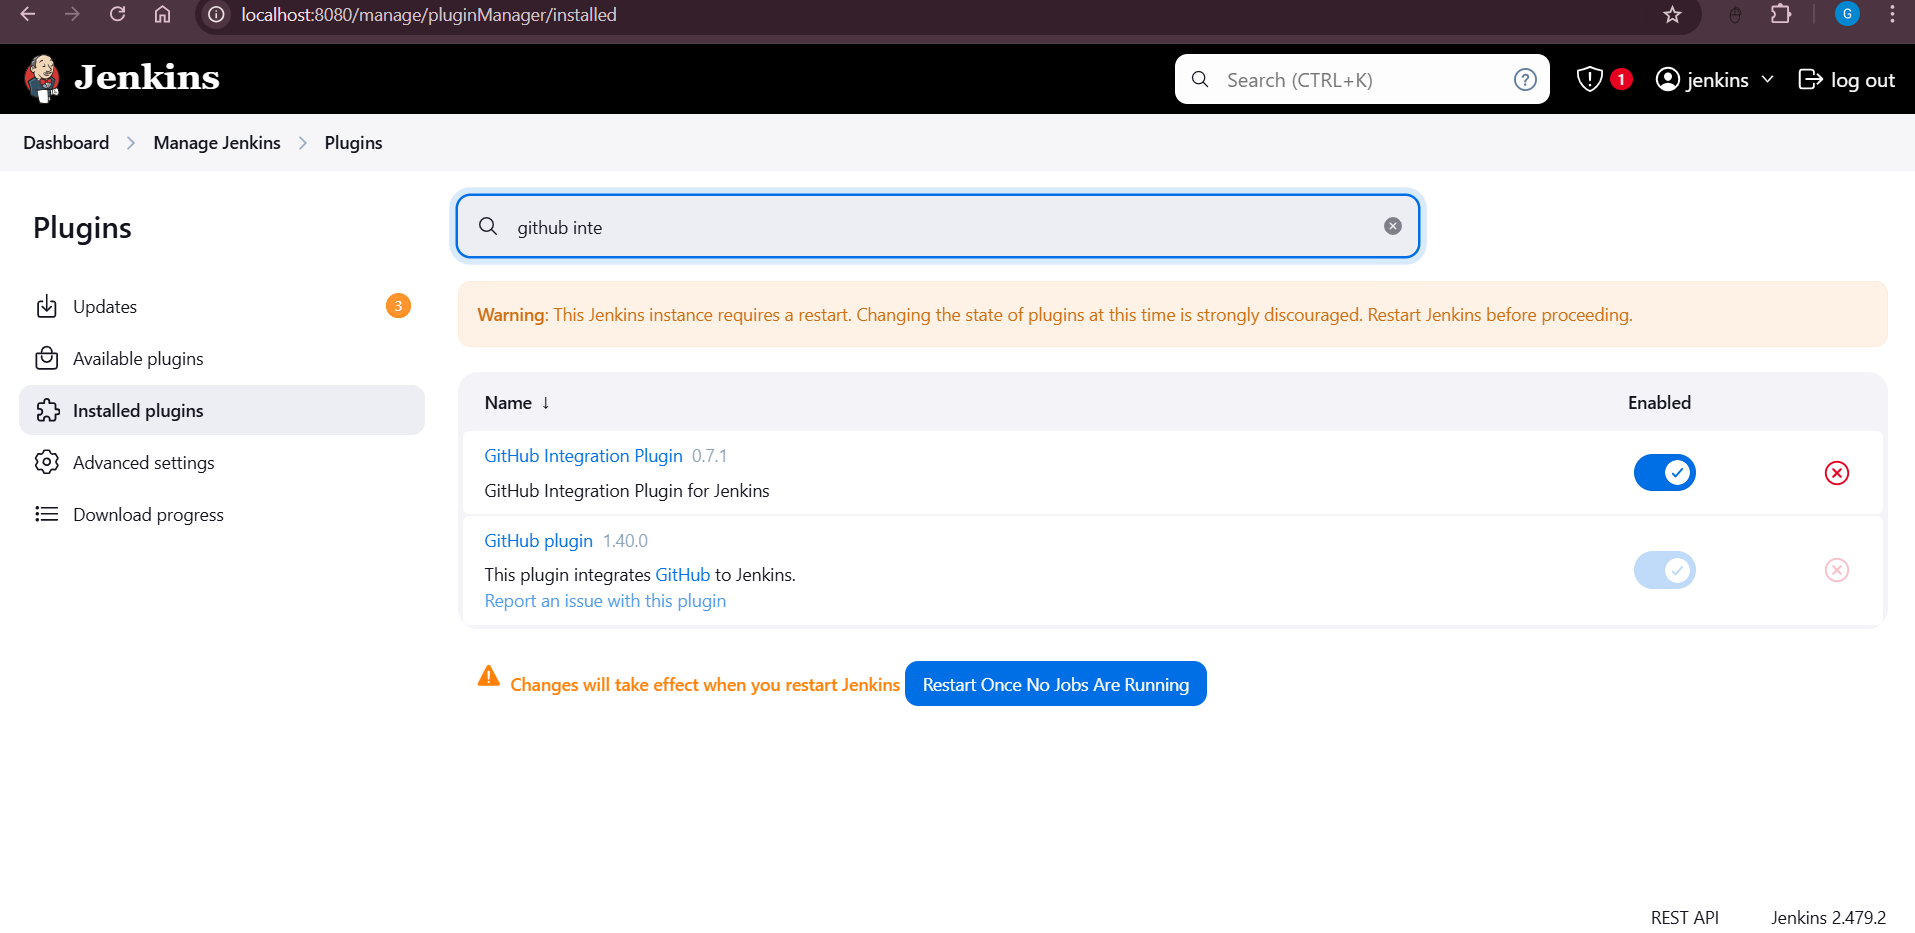 localhost:8080/manage/pluginManager/installed
G
Jenkins
Search (CTRL+K)
?
1
jenkins
log out
Dashboard
Manage Jenkins
Plugins
Plugins
github inte
Updates
3
Available plugins
Installed plugins
Advanced settings
Download progress
Warning: This Jenkins instance requires a restart. Changing the state of plugins at this time is strongly discouraged. Restart Jenkins before proceeding.
Name ↓
Enabled
GitHub Integration Plugin 0.7.1
GitHub Integration Plugin for Jenkins
GitHub plugin 1.40.0
This plugin integrates GitHub to Jenkins.
Report an issue with this plugin
Changes will take effect when you restart Jenkins
Restart Once No Jobs Are Running
REST API
Jenkins 2.479.2